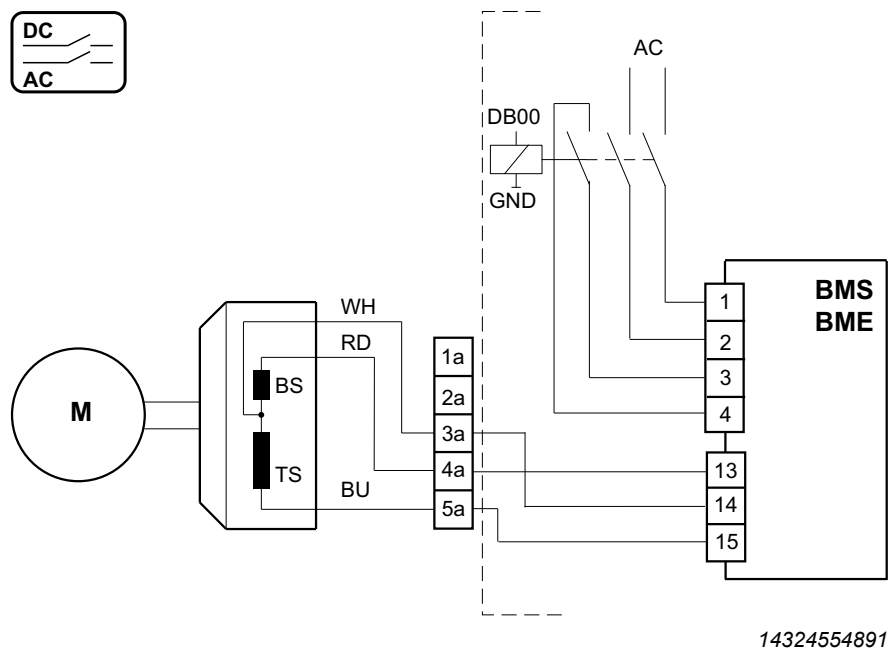 DC
AC
AC
DB00
GND
BMS
BME
1
2
3
4
13
14
15
WH
RD
BS
TS
BU
M
1a
2a
3a
4a
5a
14324554891